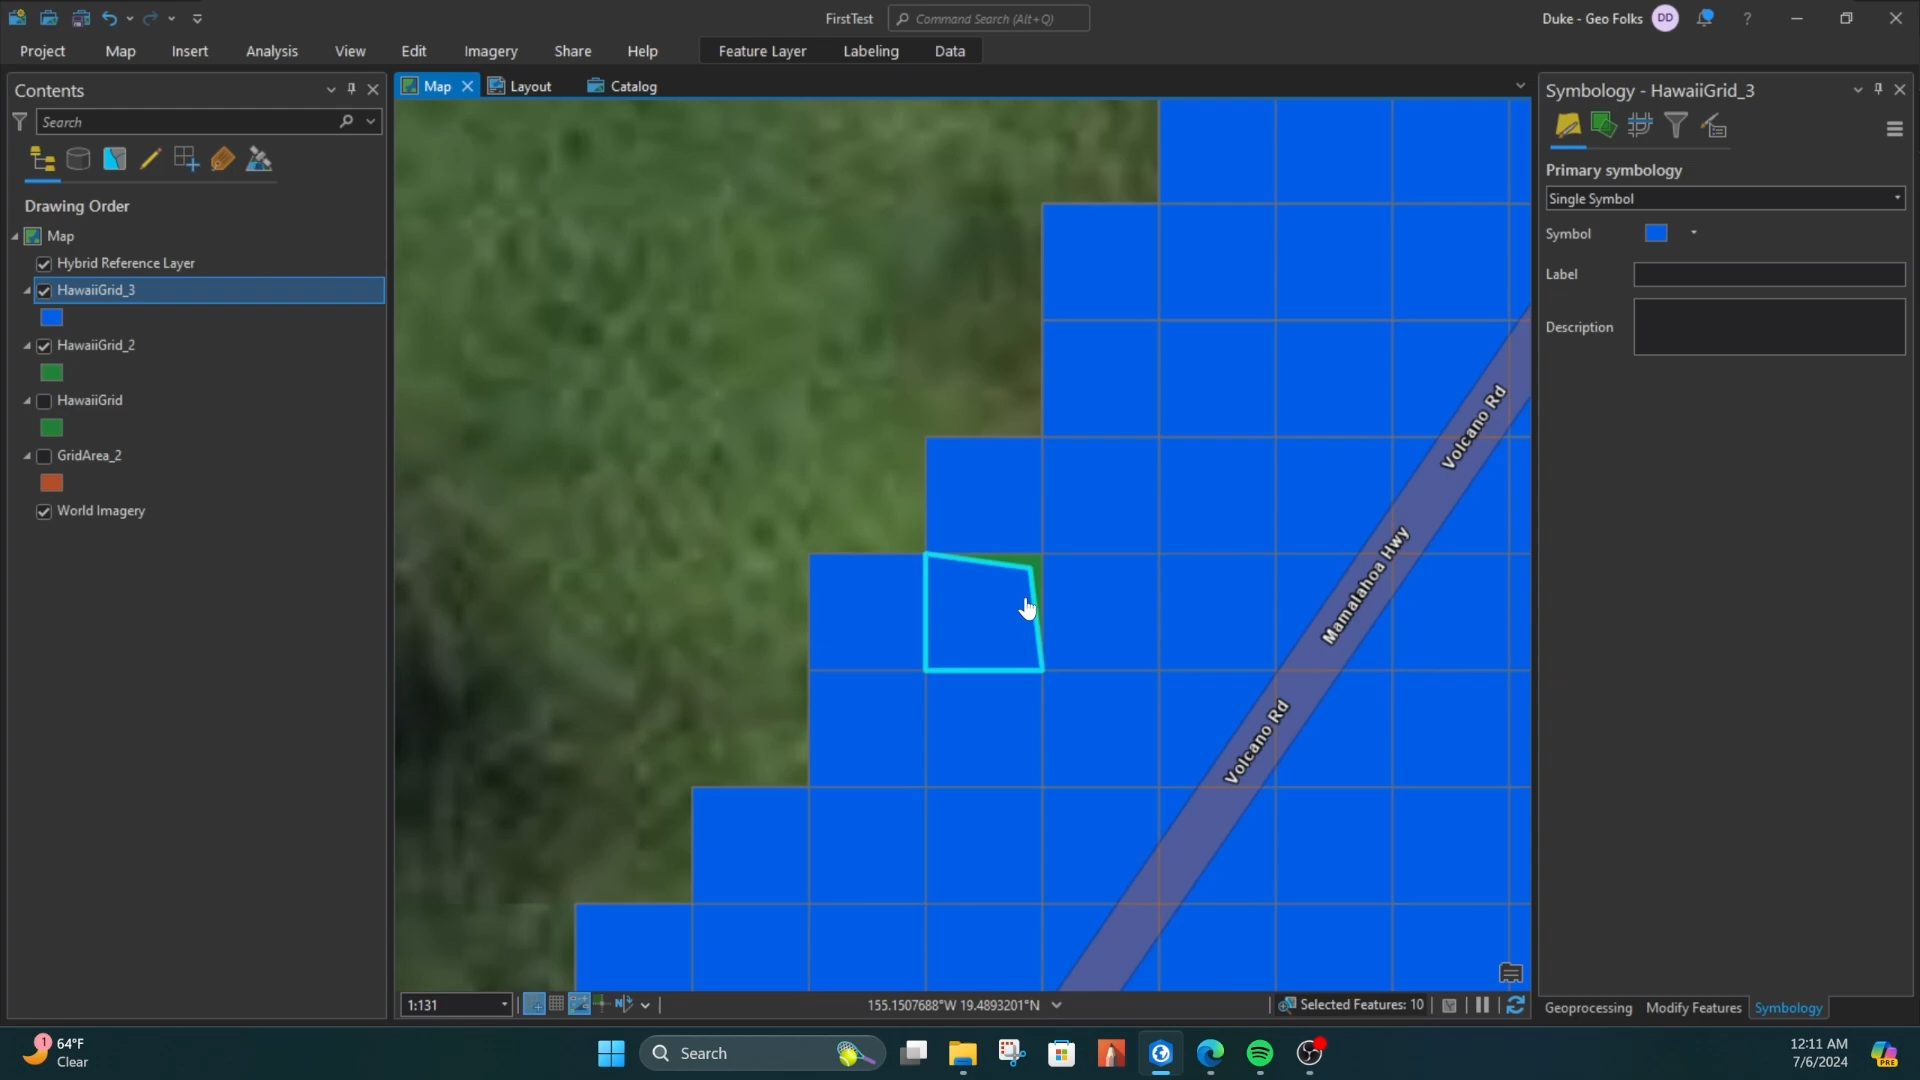 FirstTest
Command Search (Alt+Q)
Duke - Geo Folks
DD
?
Project
Map
Insert
Analysis
View
Edit
Imagery
Share
Help
Feature Layer
Labeling
Data
Contents
Search
Drawing Order
Map
Hybrid Reference Layer
HawaiiGrid_3
HawaiiGrid_2
HawaiiGrid
GridArea_2
World Imagery
Map
Layout
Catalog
Volcano Rd
Mamalahoa Hwy
Volcano Rd
1:131
N
155.1507688°W 19.4893201°N
Selected Features: 10
Symbology - HawaiiGrid_3
Primary symbology
Single Symbol
Symbol
Label
Description
Geoprocessing
Modify Features
Symbology
1
64°F
Clear
Search
12:11 AM
7/6/2024
PRE